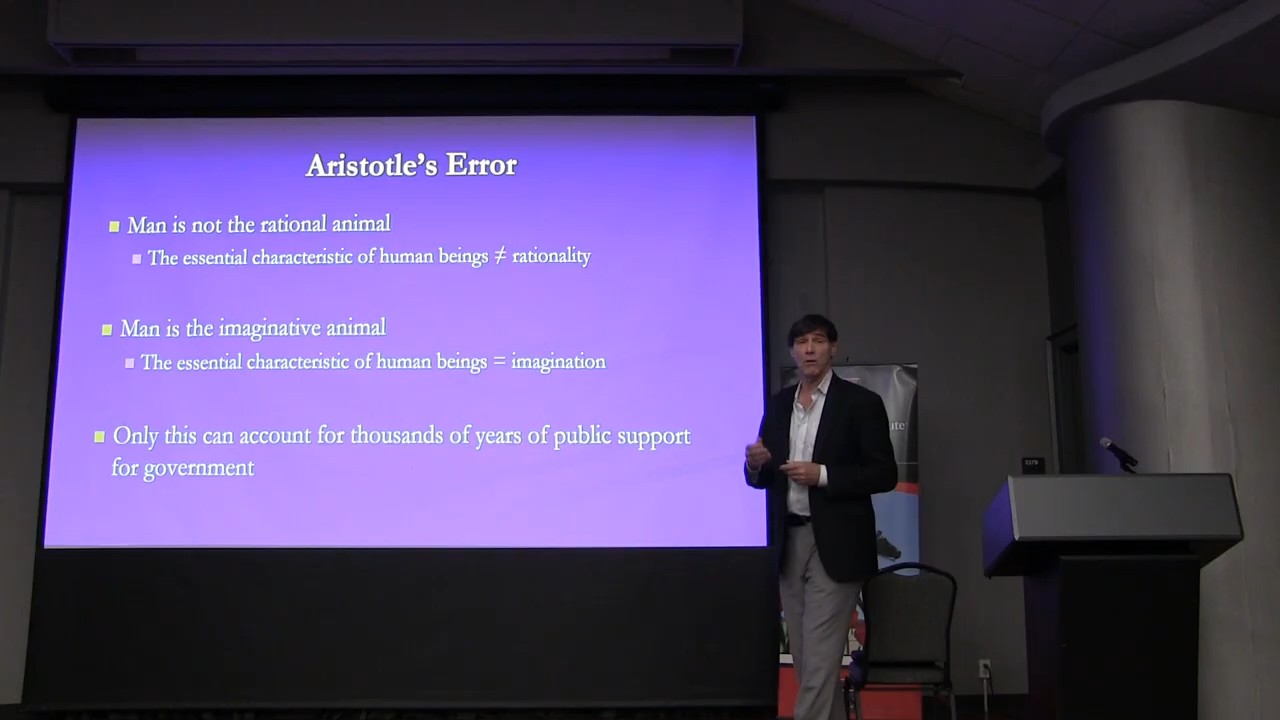 Aristotle's Error
Man is not the rational animal
The essential characteristic of human beings ≠ rationality
Man is the imaginative animal
The essential characteristic of human beings = imagination
Only this can account for thousands of years of public support
for government